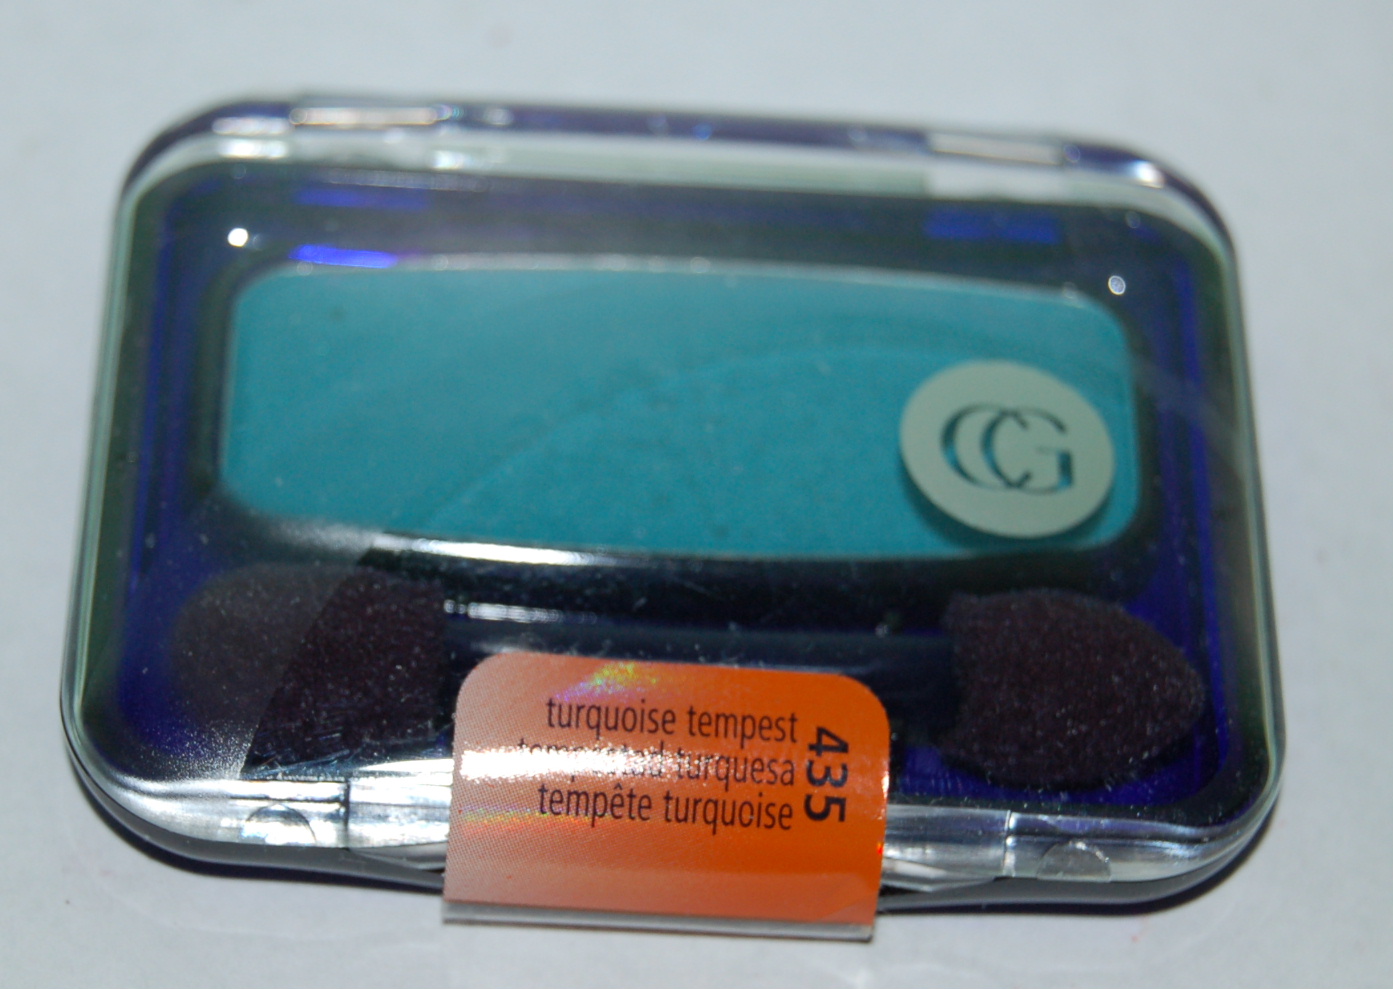 CG
turquoise tempest
tempestad turquesa
tempête turquoise
435